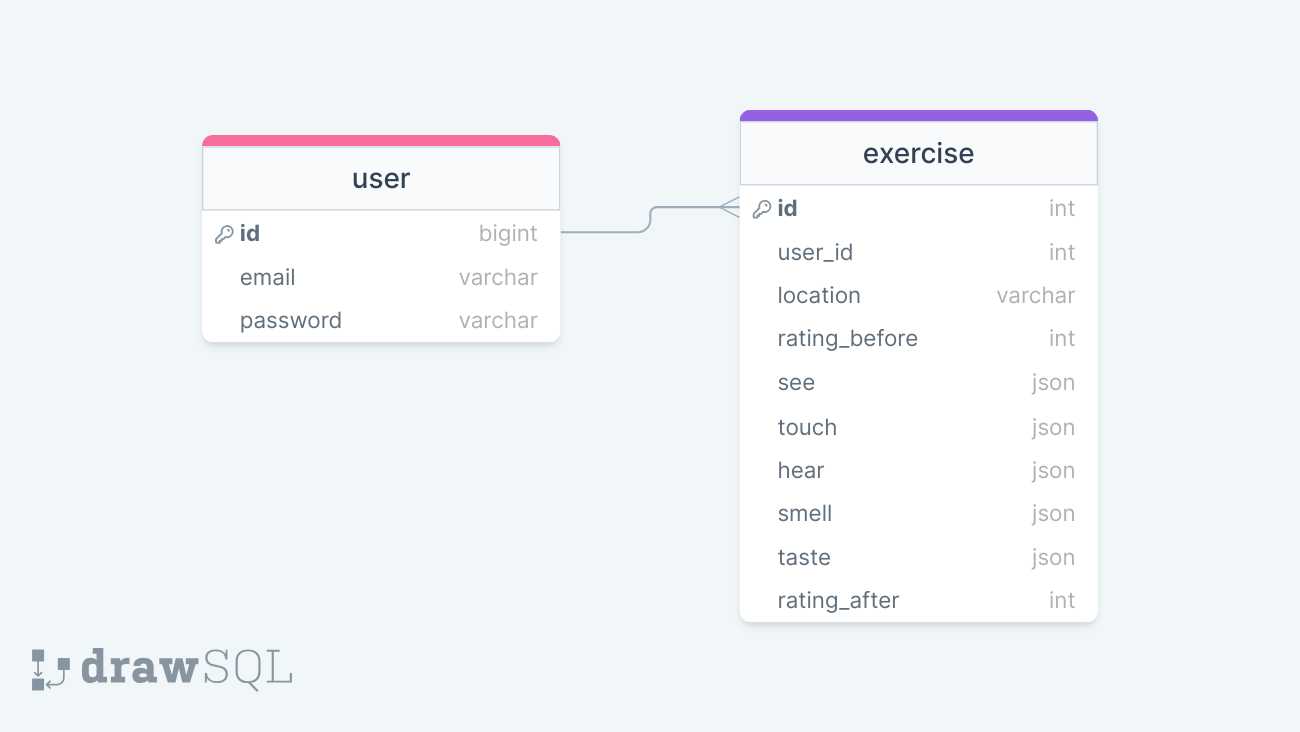 user
id bigint
email varchar
password varchar
exercise
id int
user_id int
location varchar
rating_before int
see json
touch json
hear json
smell json
taste json
rating_after int
drawSQL